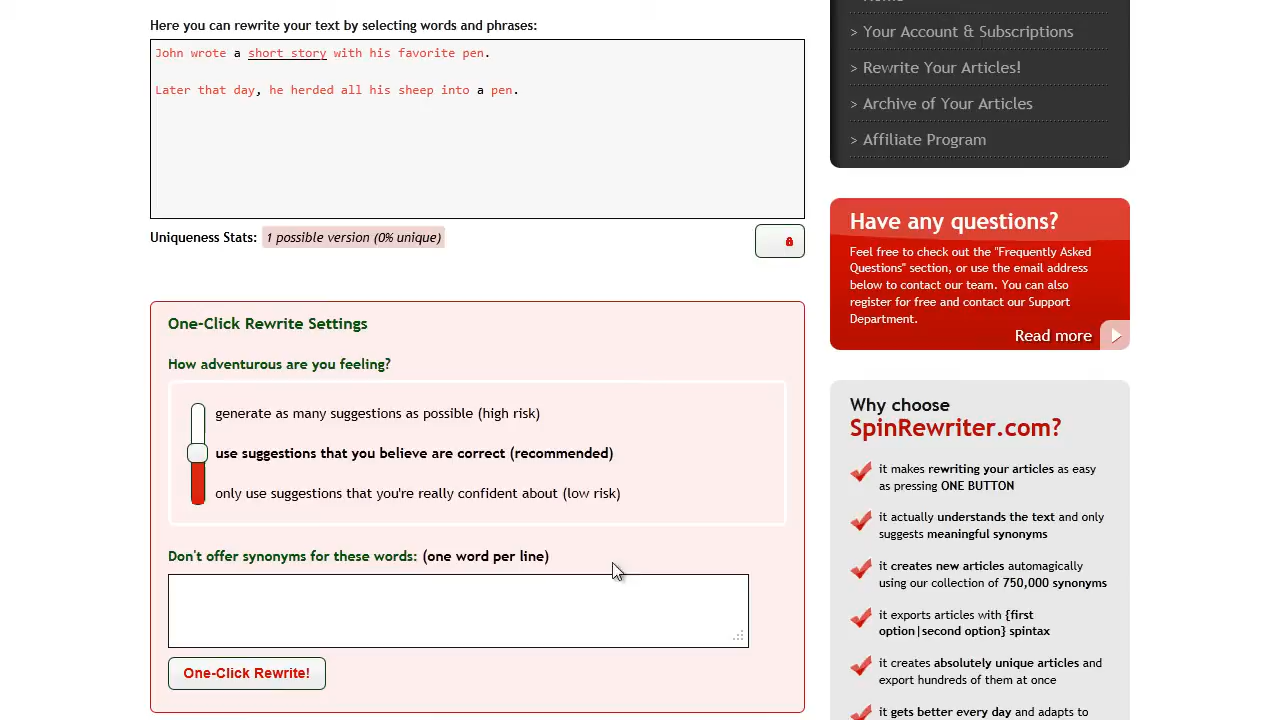 Here you can rewrite your text by selecting words and phrases:
John wrote a short story with his favorite pen.
Later that day, he herded all his sheep into a pen.
Uniqueness Stats: 1 possible version (0% unique)
One-Click Rewrite Settings
How adventurous are you feeling?
generate as many suggestions as possible (high risk)
use suggestions that you believe are correct (recommended)
only use suggestions that you're really confident about (low risk)
Don't offer synonyms for these words: (one word per line)
One-Click Rewrite!
> Your Account & Subscriptions
> Rewrite Your Articles!
> Archive of Your Articles
> Affiliate Program
Have any questions?
Feel free to check out the "Frequently Asked
Questions" section, or use the email address
below to contact our team. You can also
register for free and contact our Support
Department.
Read more
Why choose
SpinRewriter.com?
it makes rewriting your articles as easy
as pressing ONE BUTTON
it actually understands the text and only
suggests meaningful synonyms
it creates new articles automagically
using our collection of 750,000 synonyms
it exports articles with {first
option|second option} spintax
it creates absolutely unique articles and
export hundreds of them at once
it gets better every day and adapts to